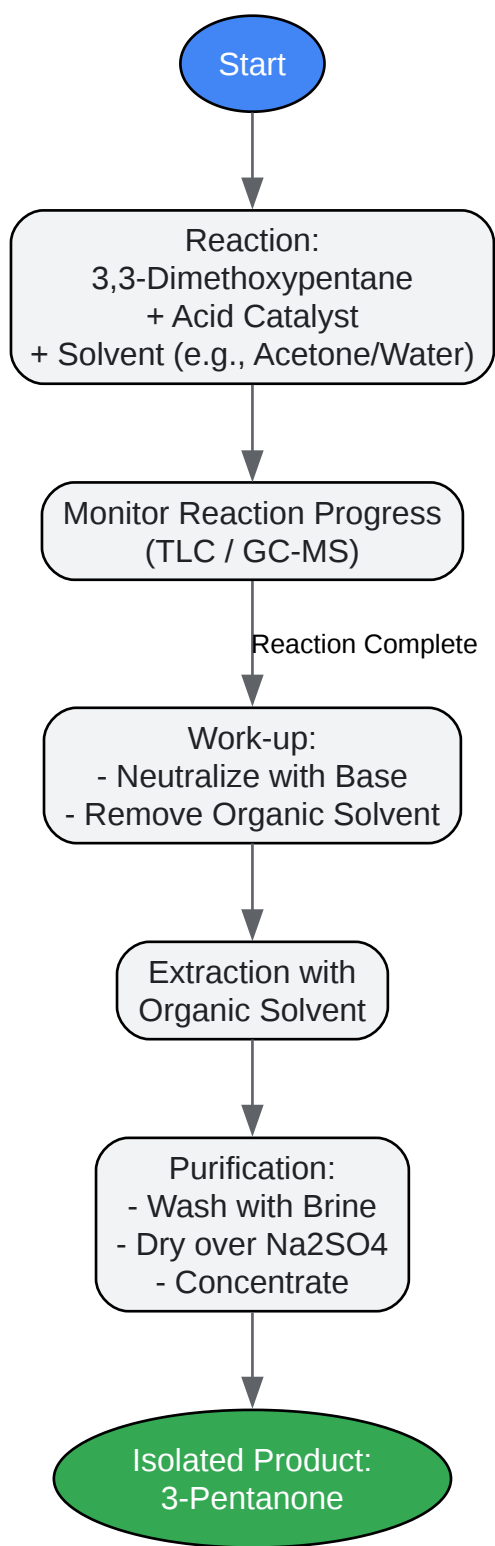 Start
Reaction:
3,3-Dimethoxypentane
+ Acid Catalyst
+ Solvent (e.g., Acetone/Water)
Monitor Reaction Progress
(TLC / GC-MS)
Reaction Complete
Work-up:
- Neutralize with Base
- Remove Organic Solvent
Extraction with
Organic Solvent
Purification:
- Wash with Brine
- Dry over Na2SO4
- Concentrate
Isolated Product:
3-Pentanone